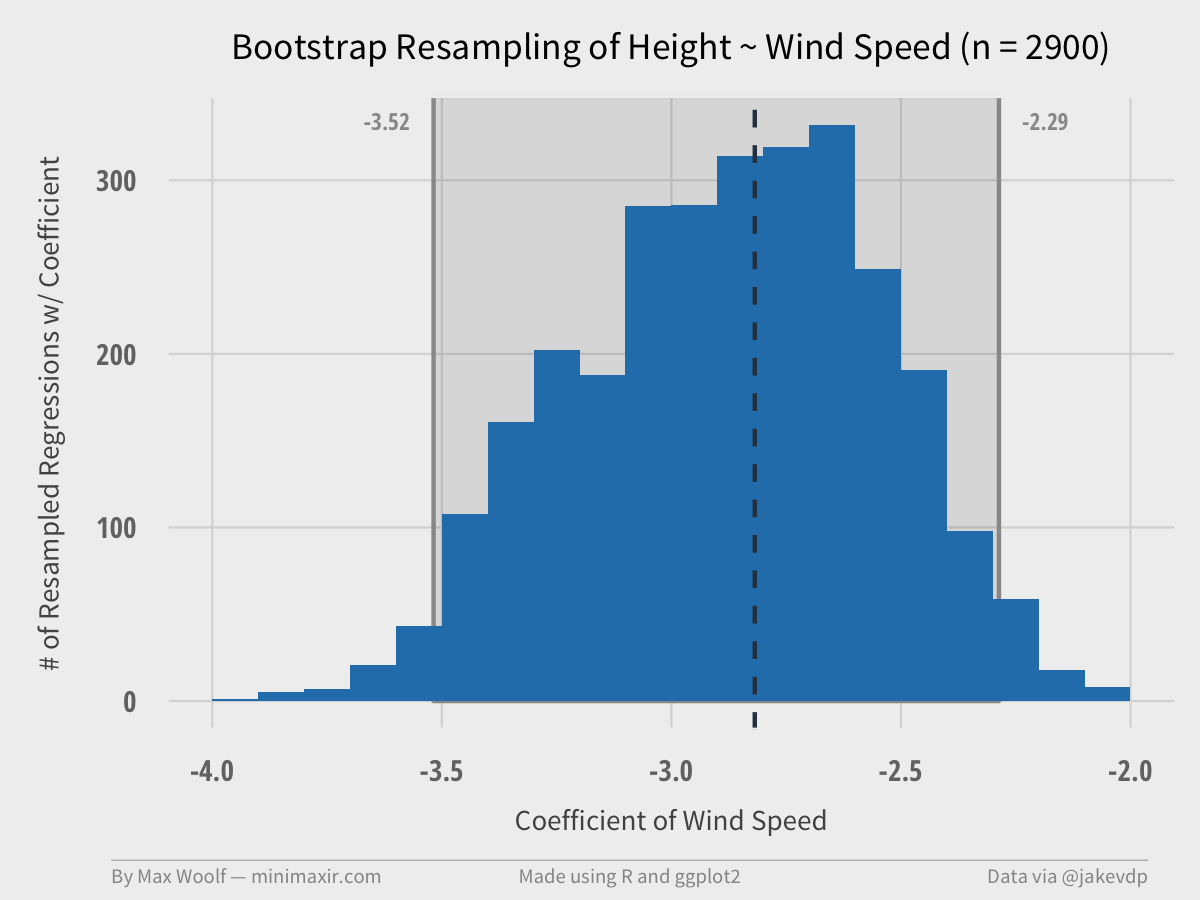 Bootstrap Resampling of Height ~ Wind Speed (n = 2900)
-3.52
-2.29
# of Resampled Regressions w/ Coefficient
300
200
100
0
-4.0
-3.5
-3.0
-2.5
-2.0
Coefficient of Wind Speed
By Max Woolf — minimaxir.com
Made using R and ggplot2
Data via @jakevdp